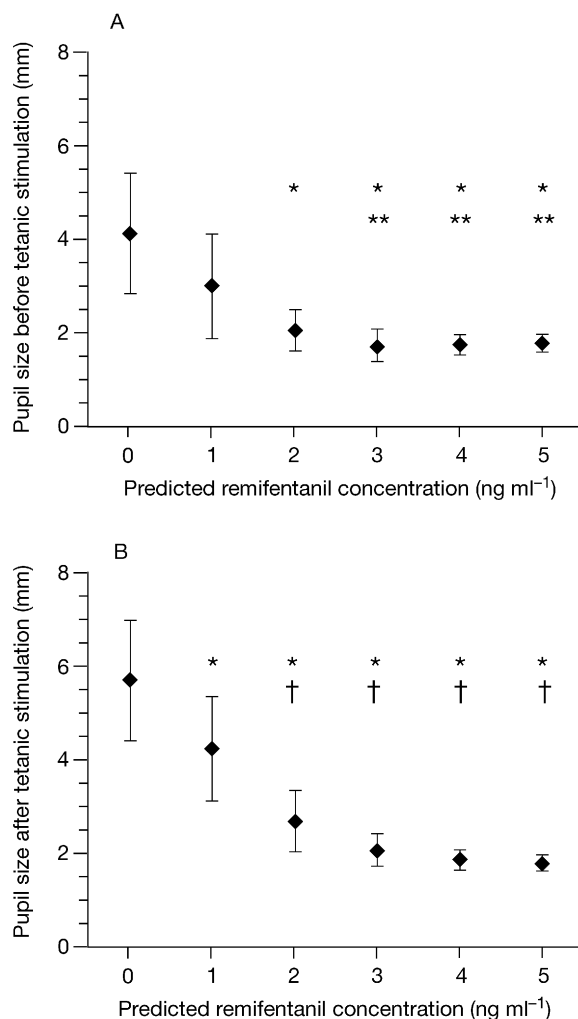 A
Pupil size before tetanic stimulation (mm)
8
6
4
2
0
* * * *
** ** **
0 1 2 3 4 5
Predicted remifentanil concentration (ng ml⁻¹)
B
Pupil size after tetanic stimulation (mm)
8
6
4
2
0
* * * * *
† † † †
0 1 2 3 4 5
Predicted remifentanil concentration (ng ml⁻¹)